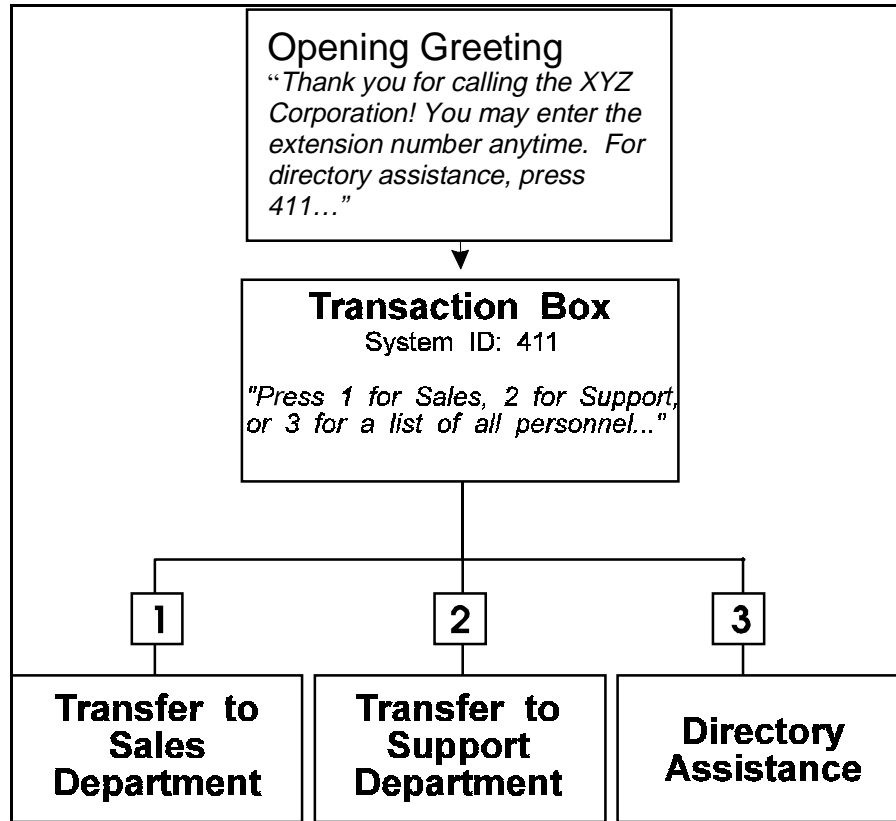 Opening Greeting
“Thank you for calling the XYZ
Corporation! You may enter the
extension number anytime.  For
directory assistance, press
411…”
Transaction Box
System ID: 411
"Press 1 for Sales, 2 for Support,
or 3 for a list of all personnel..."
1
2
3
Transfer to
Sales
Department
Transfer to
Support
Department
Directory
Assistance